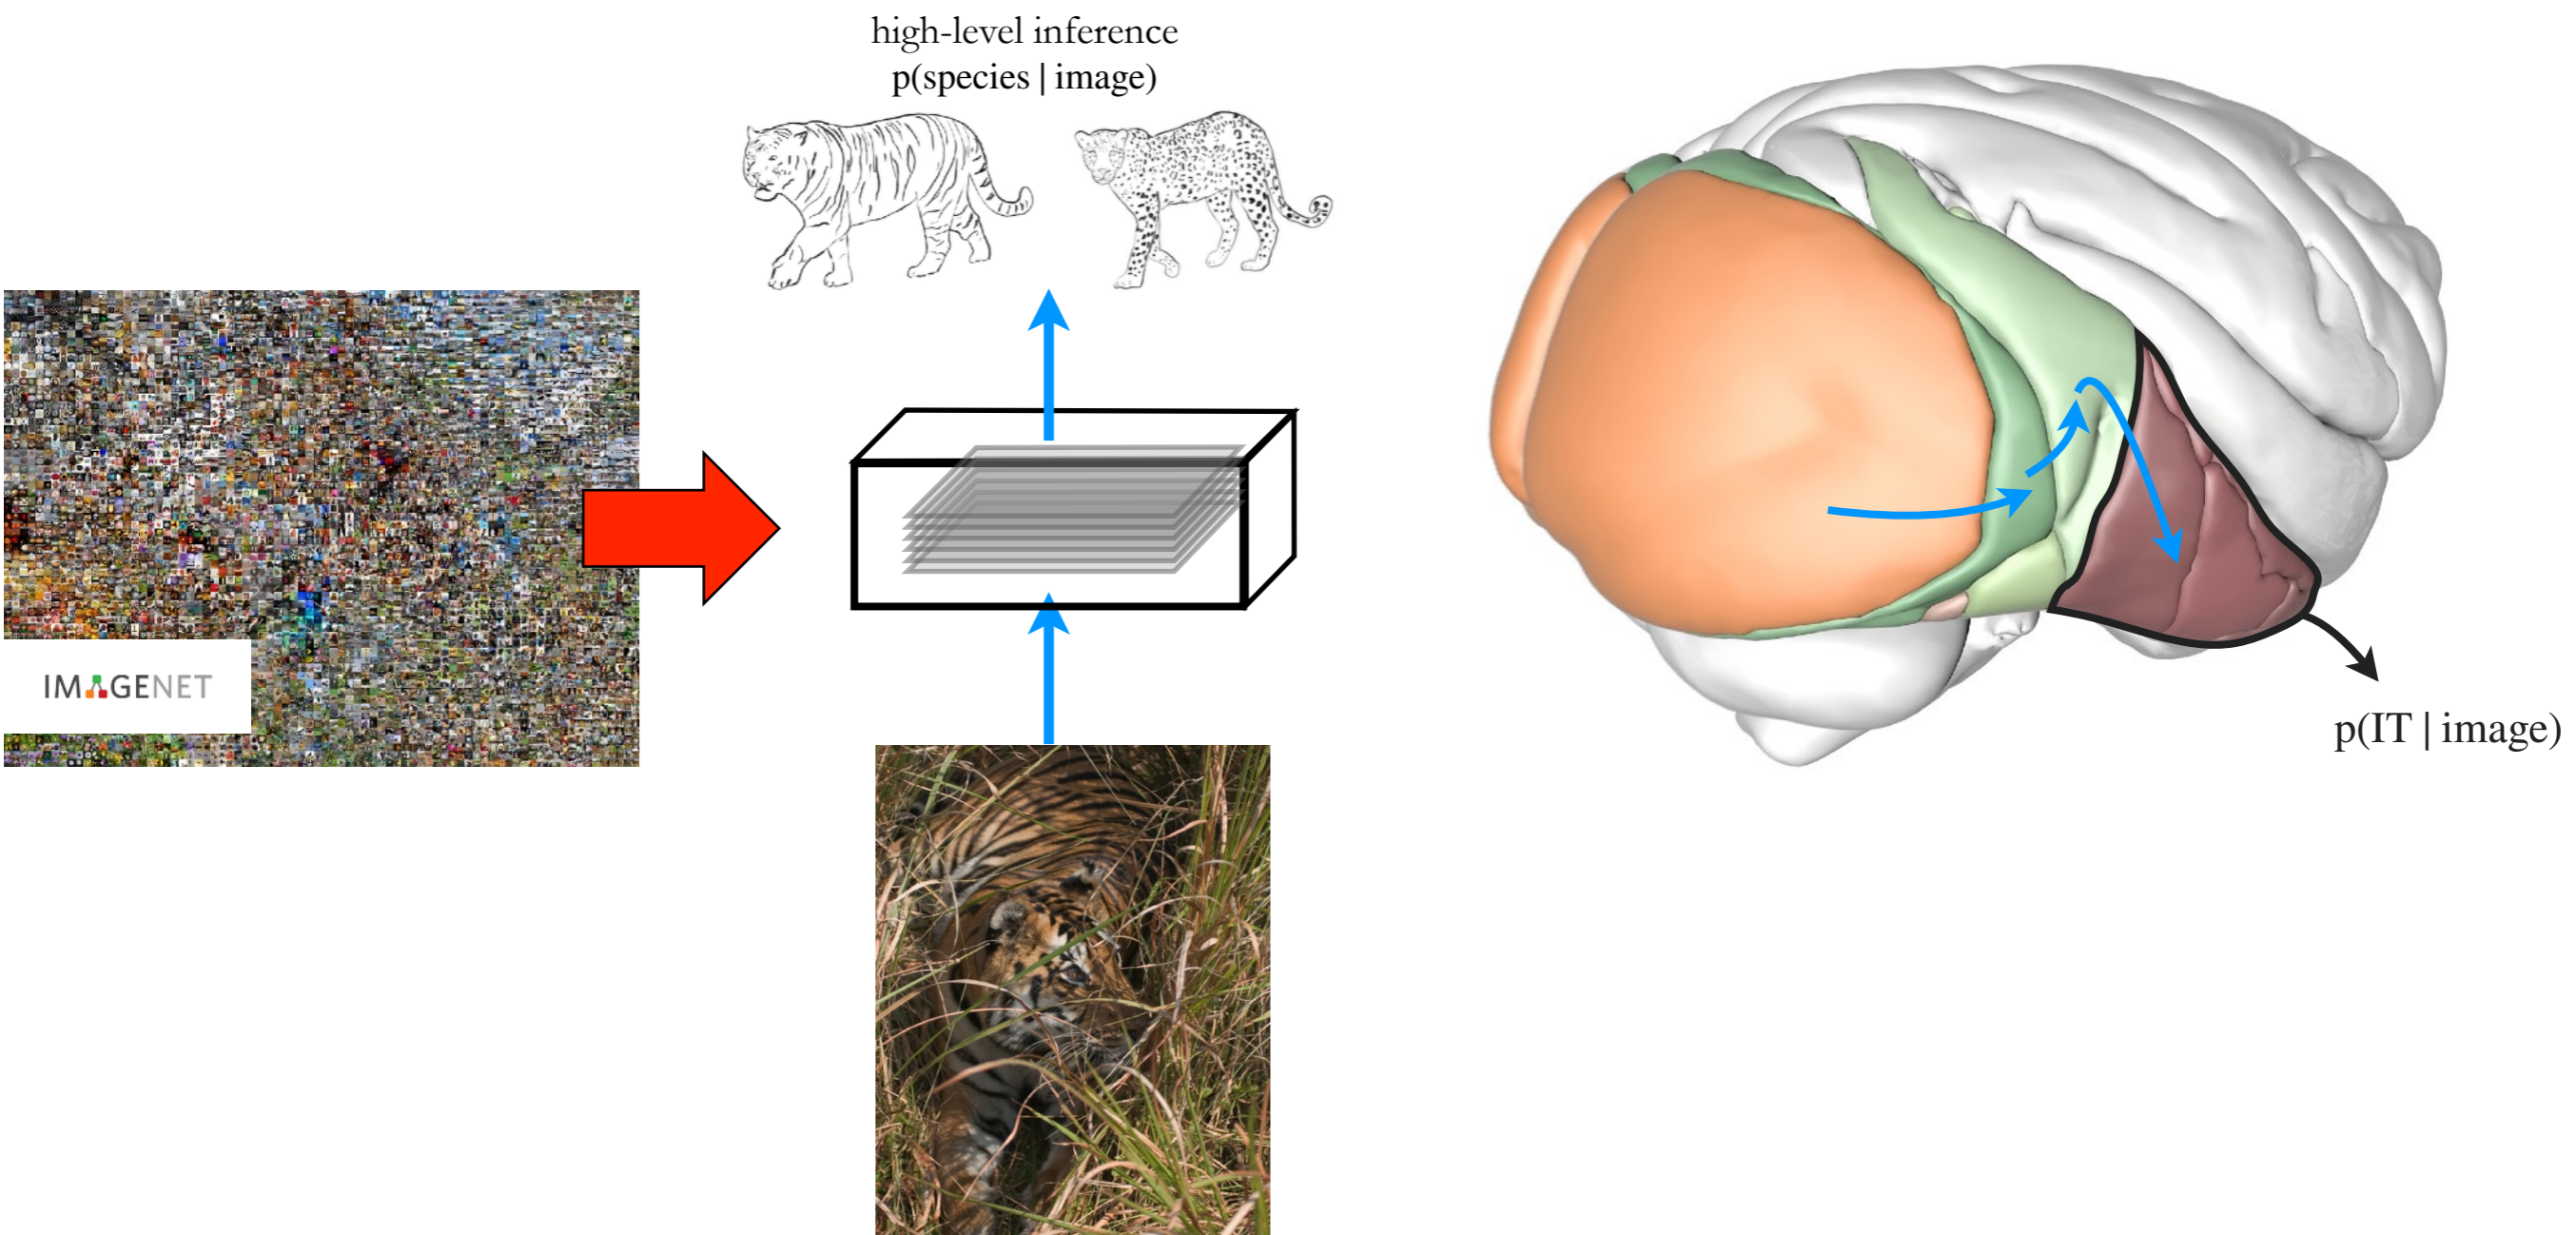 high-level inference
p(species | image)
IMAGENET
p(IT | image)